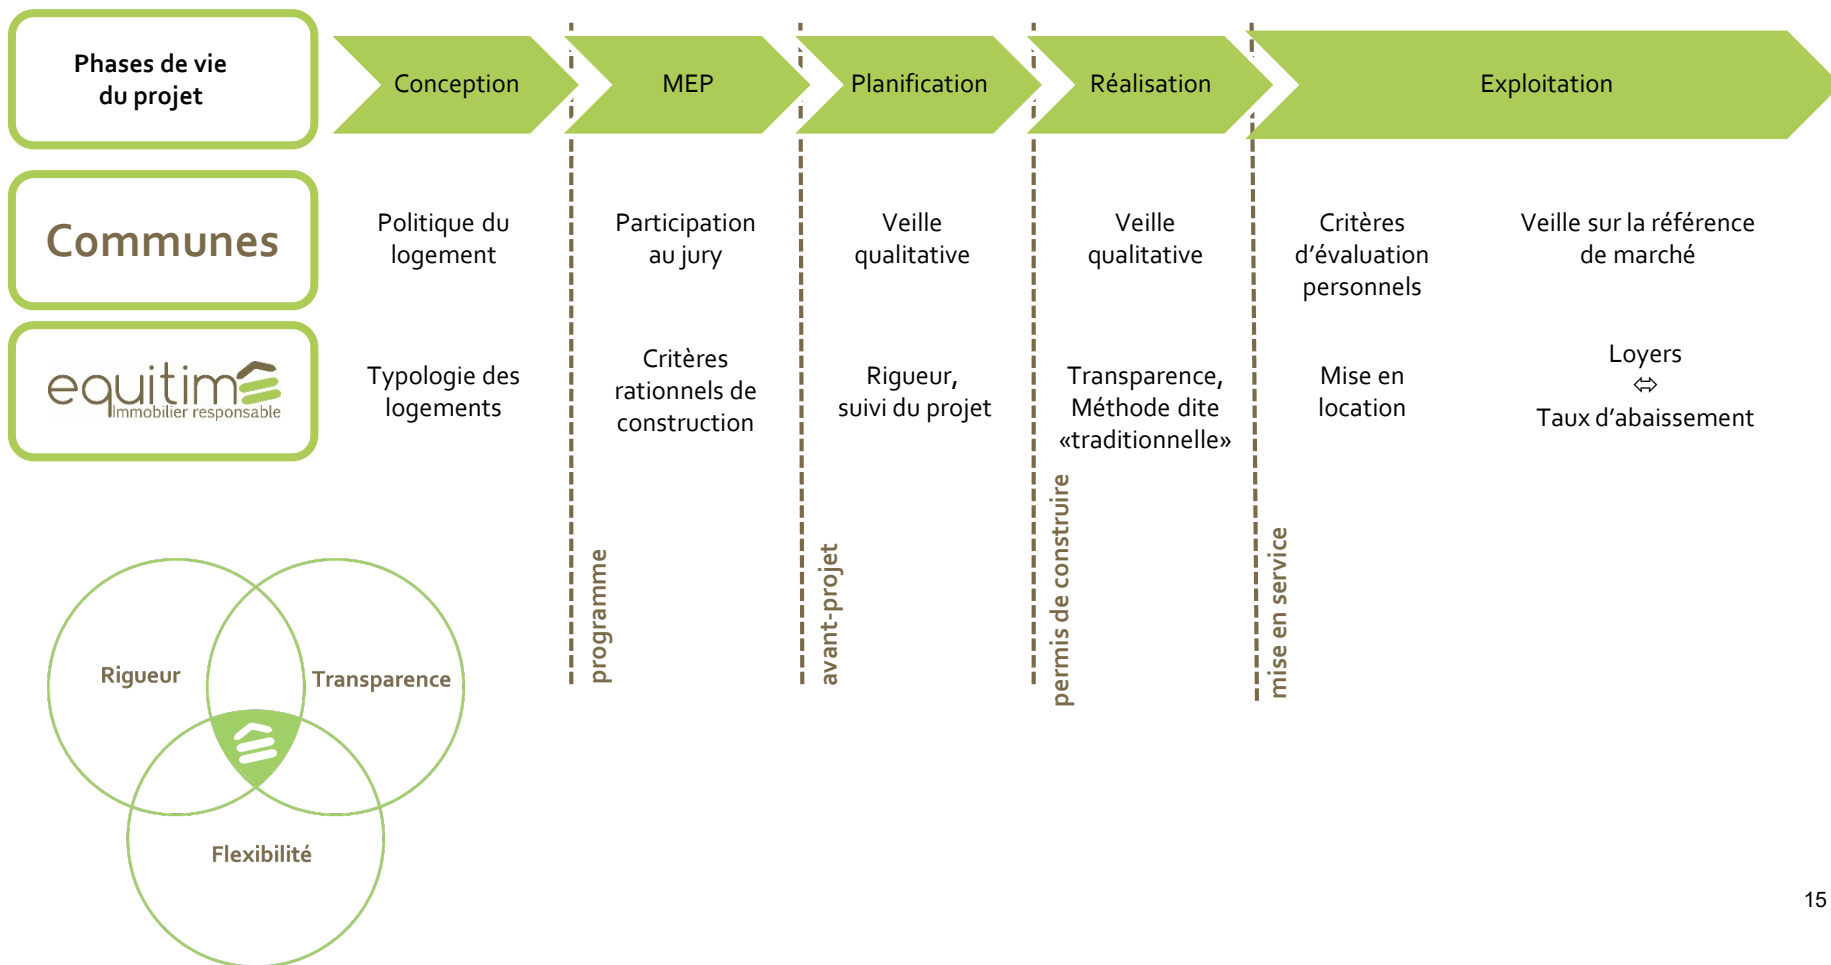 Phases de vie
du projet
Conception
MEP
Planification
Réalisation
Exploitation
Communes
Politique du
logement
Participation
au jury
Veille
qualitative
Veille
qualitative
Critères
d'évaluation
personnels
Veille sur la référence
de marché
equitim
Immobilier responsable
Typologie des
logements
Critères
rationnels de
construction
Rigueur,
suivi du projet
Transparence,
Méthode dite
«traditionnelle»
Mise en
location
Loyers
⇔
Taux d'abaissement
programme
avant-projet
permis de construire
mise en service
Rigueur
Transparence
Flexibilité
15